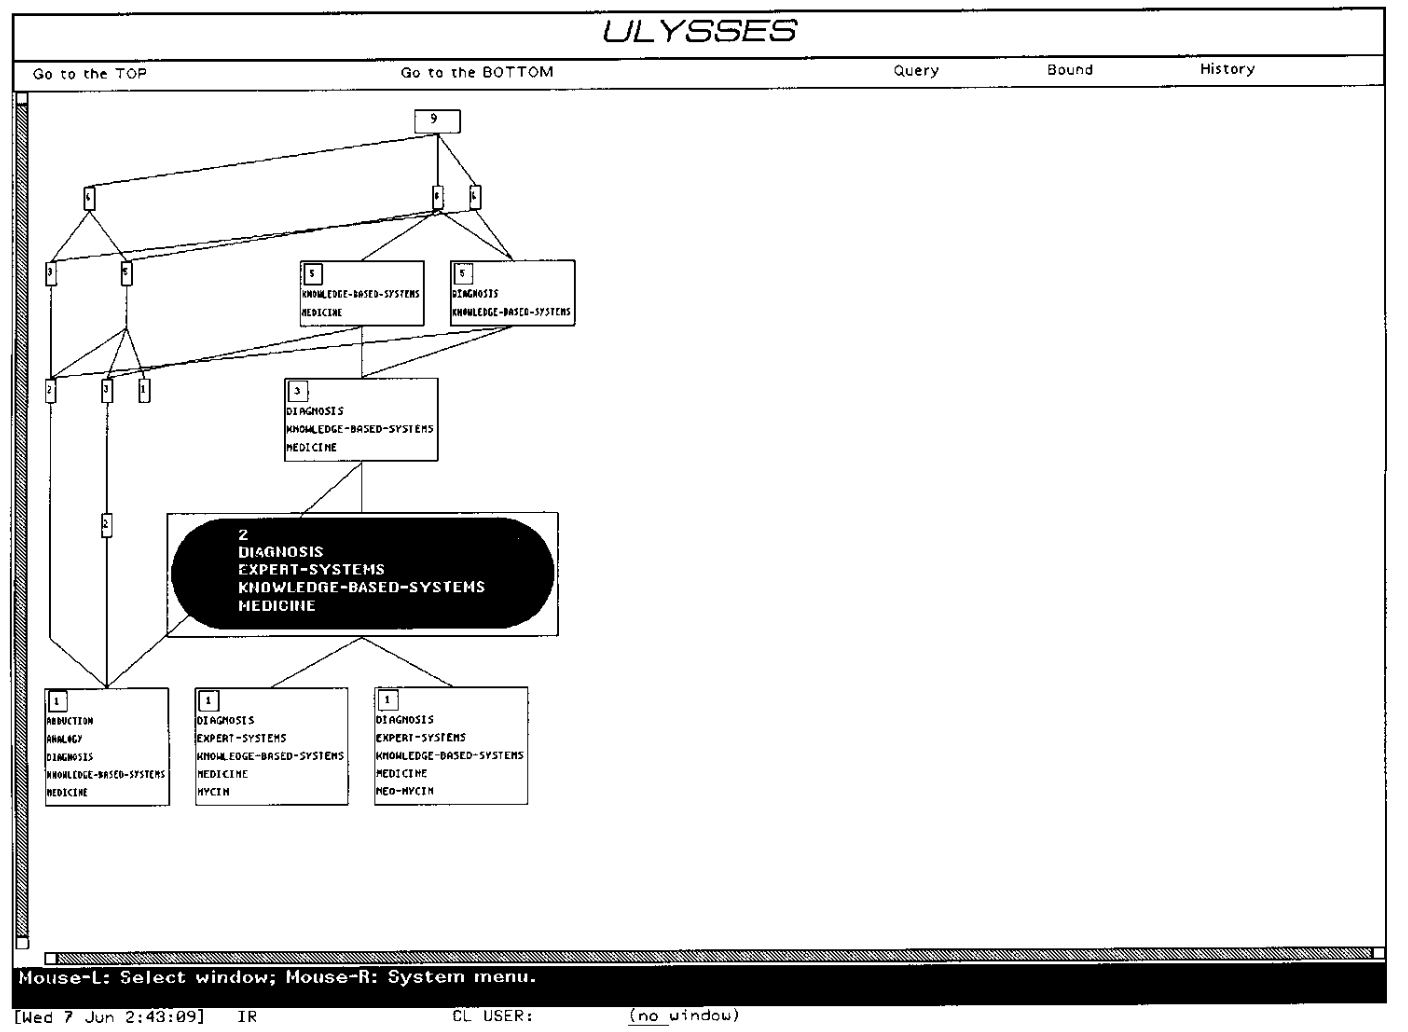 ULYSSES
Go to the TOP
Go to the BOTTOM
Query
Bound
History
9
6
6
3
5
5
KNOWLEDGE-BASED-SYSTEMS
MEDICINE
5
DIAGNOSIS
KNOWLEDGE-BASED-SYSTEMS
2
3
1
3
DIAGNOSIS
KNOWLEDGE-BASED-SYSTEMS
MEDICINE
2
2
DIAGNOSIS
EXPERT-SYSTEMS
KNOWLEDGE-BASED-SYSTEMS
MEDICINE
1
ABDUCTION
ANALOGY
DIAGNOSIS
KNOWLEDGE-BASED-SYSTEMS
MEDICINE
1
DIAGNOSIS
EXPERT-SYSTEMS
KNOWLEDGE-BASED-SYSTEMS
MEDICINE
MYCIN
1
DIAGNOSIS
EXPERT-SYSTEMS
KNOWLEDGE-BASED-SYSTEMS
MEDICINE
NEO-MYCIN
Mouse-L: Select window; Mouse-R: System menu.
[Wed 7 Jun 2:43:09] IR CL USER: (no window)